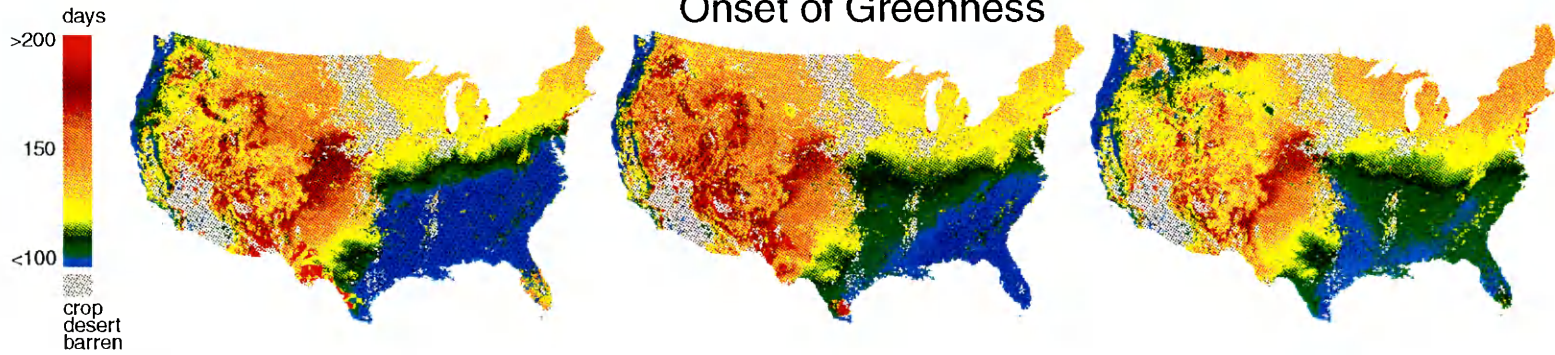 Onset of Greenness
days
>200
150
<100
crop
desert
barren